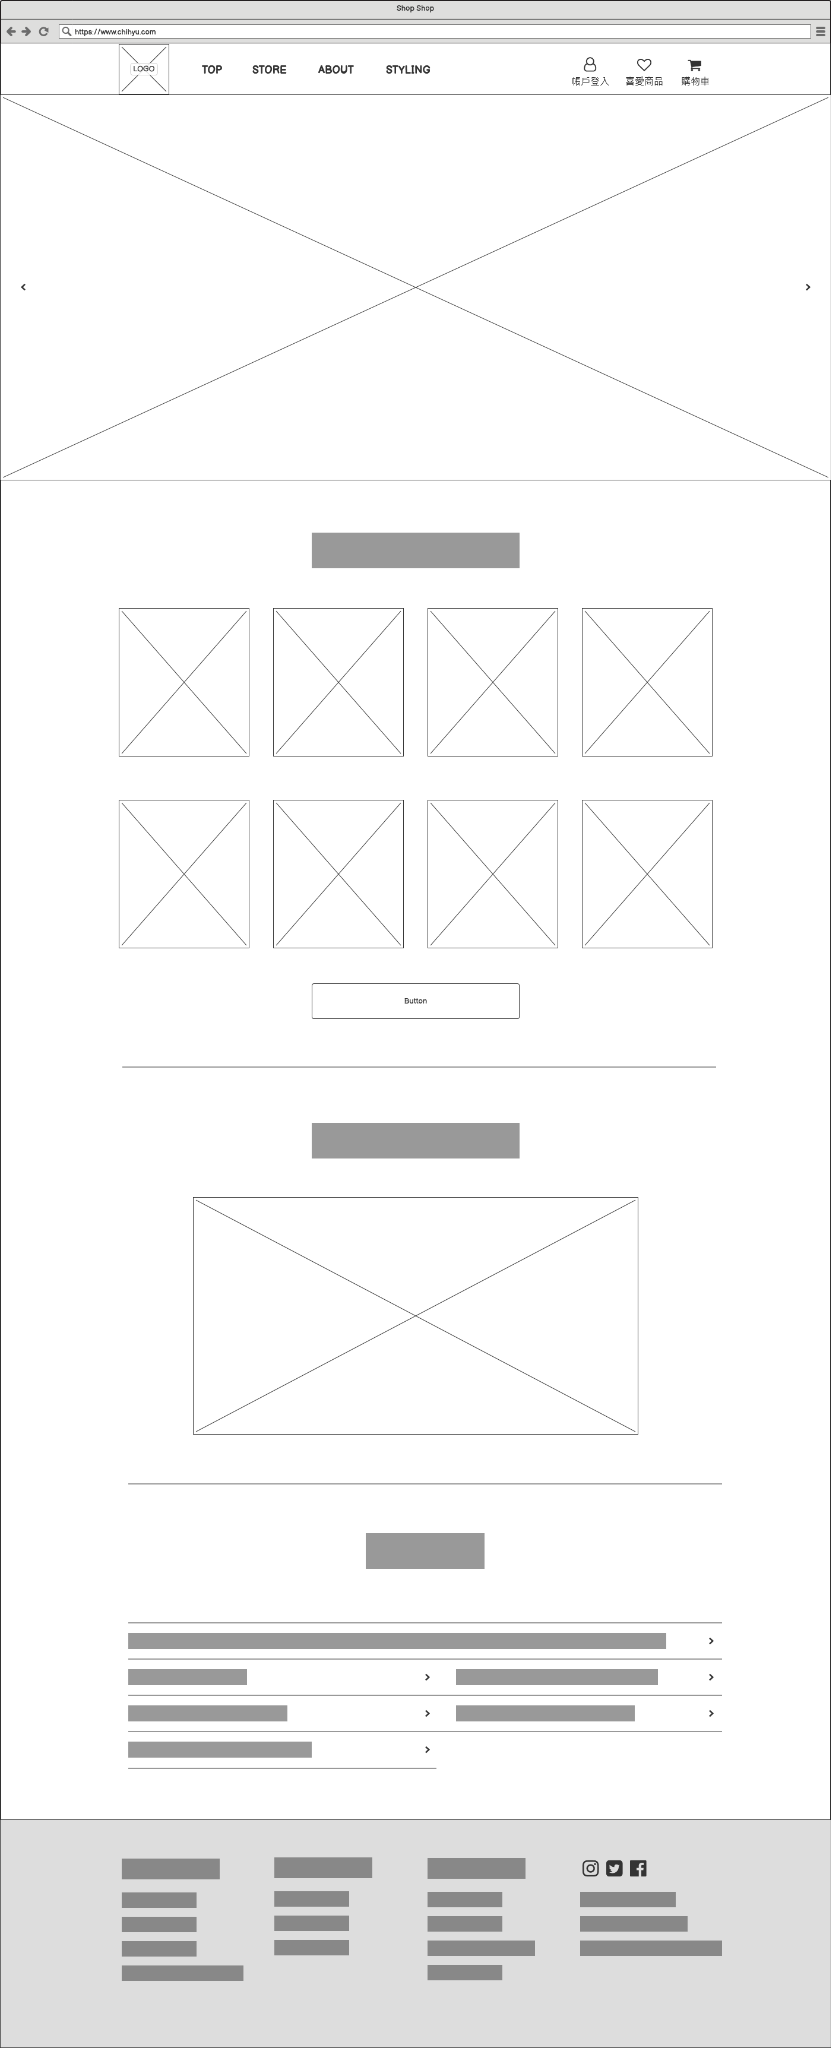 Shop Shop
https://www.chihyu.com
LOGO
TOP STORE ABOUT STYLING
帳戶登入 喜愛商品 購物車
Button